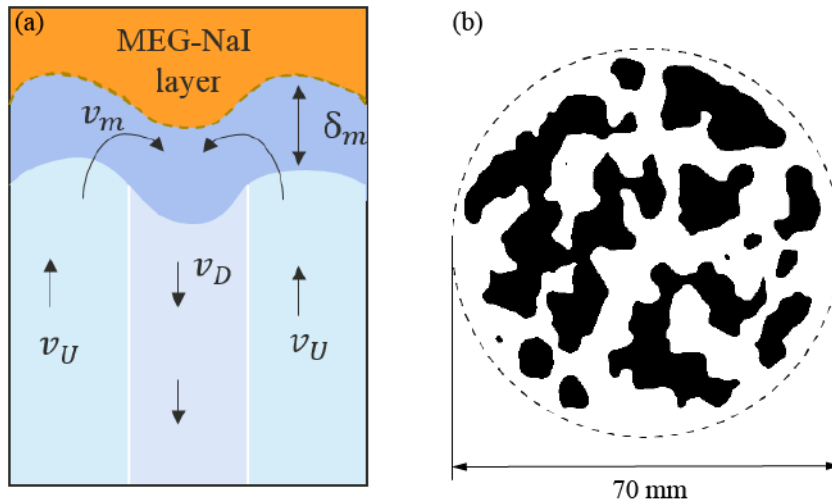 (a)
MEG-NaI
layer
v_m
δ_m
v_D
v_U
v_U
(b)
70 mm